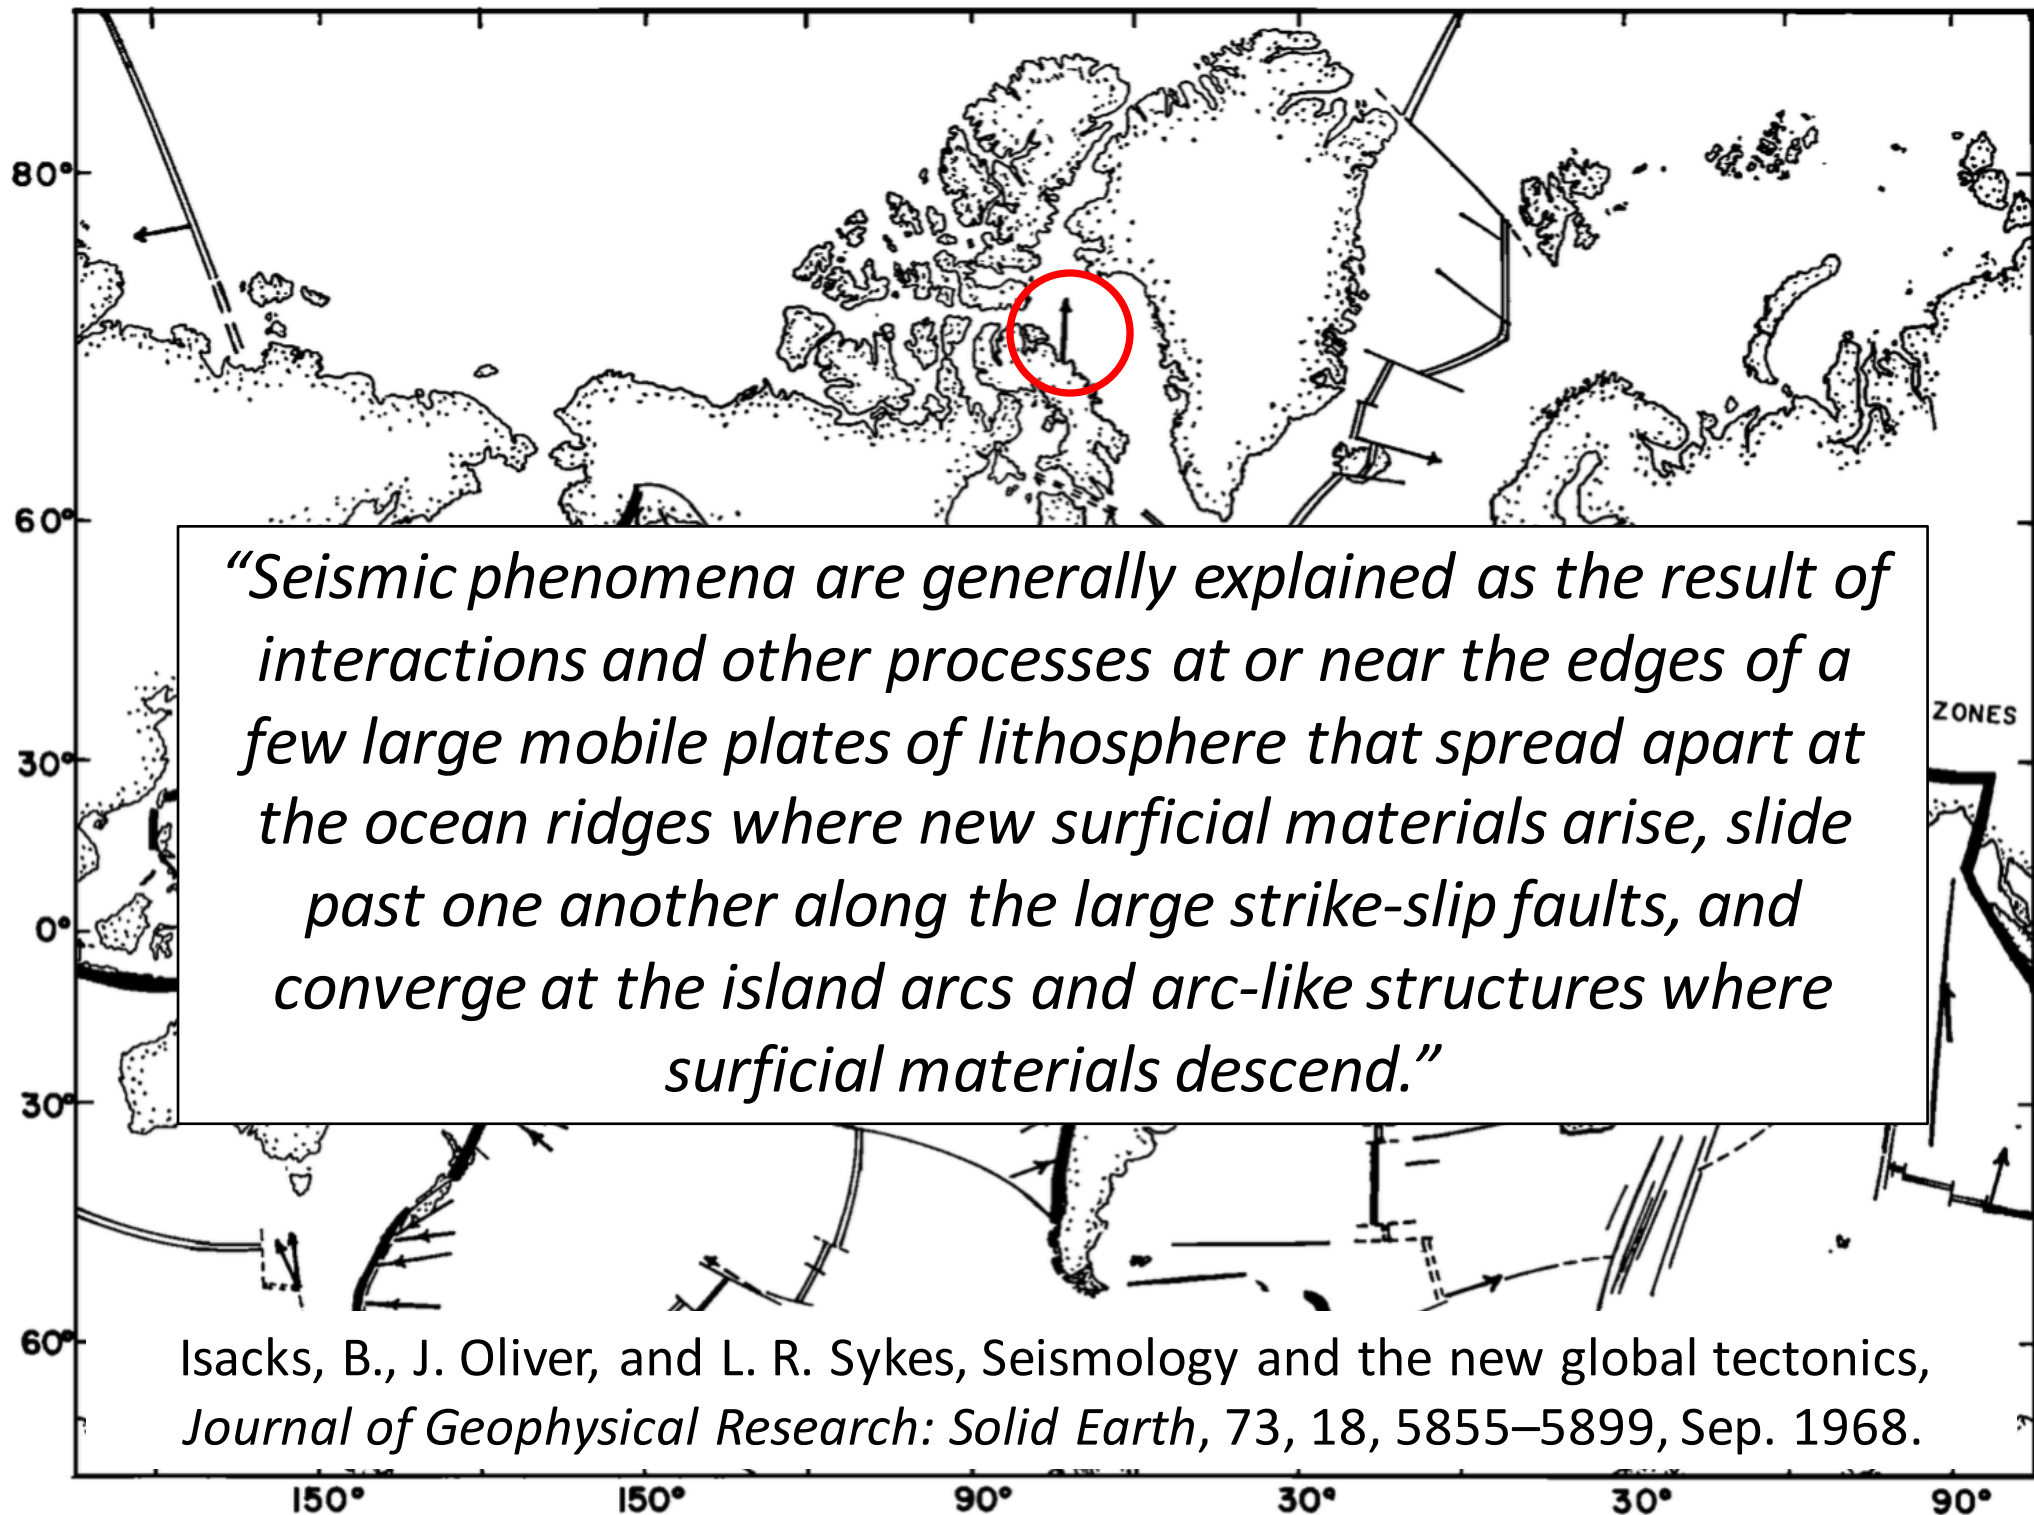 80°
60°
“Seismic phenomena are generally explained as the result of
interactions and other processes at or near the edges of a
few large mobile plates of lithosphere that spread apart at
the ocean ridges where new surficial materials arise, slide
past one another along the large strike-slip faults, and
converge at the island arcs and arc-like structures where
surficial materials descend.”
ZONES
30°
0°
30°
60°
Isacks, B., J. Oliver, and L. R. Sykes, Seismology and the new global tectonics,
Journal of Geophysical Research: Solid Earth, 73, 18, 5855–5899, Sep. 1968.
150° 150° 90° 30° 30° 90°